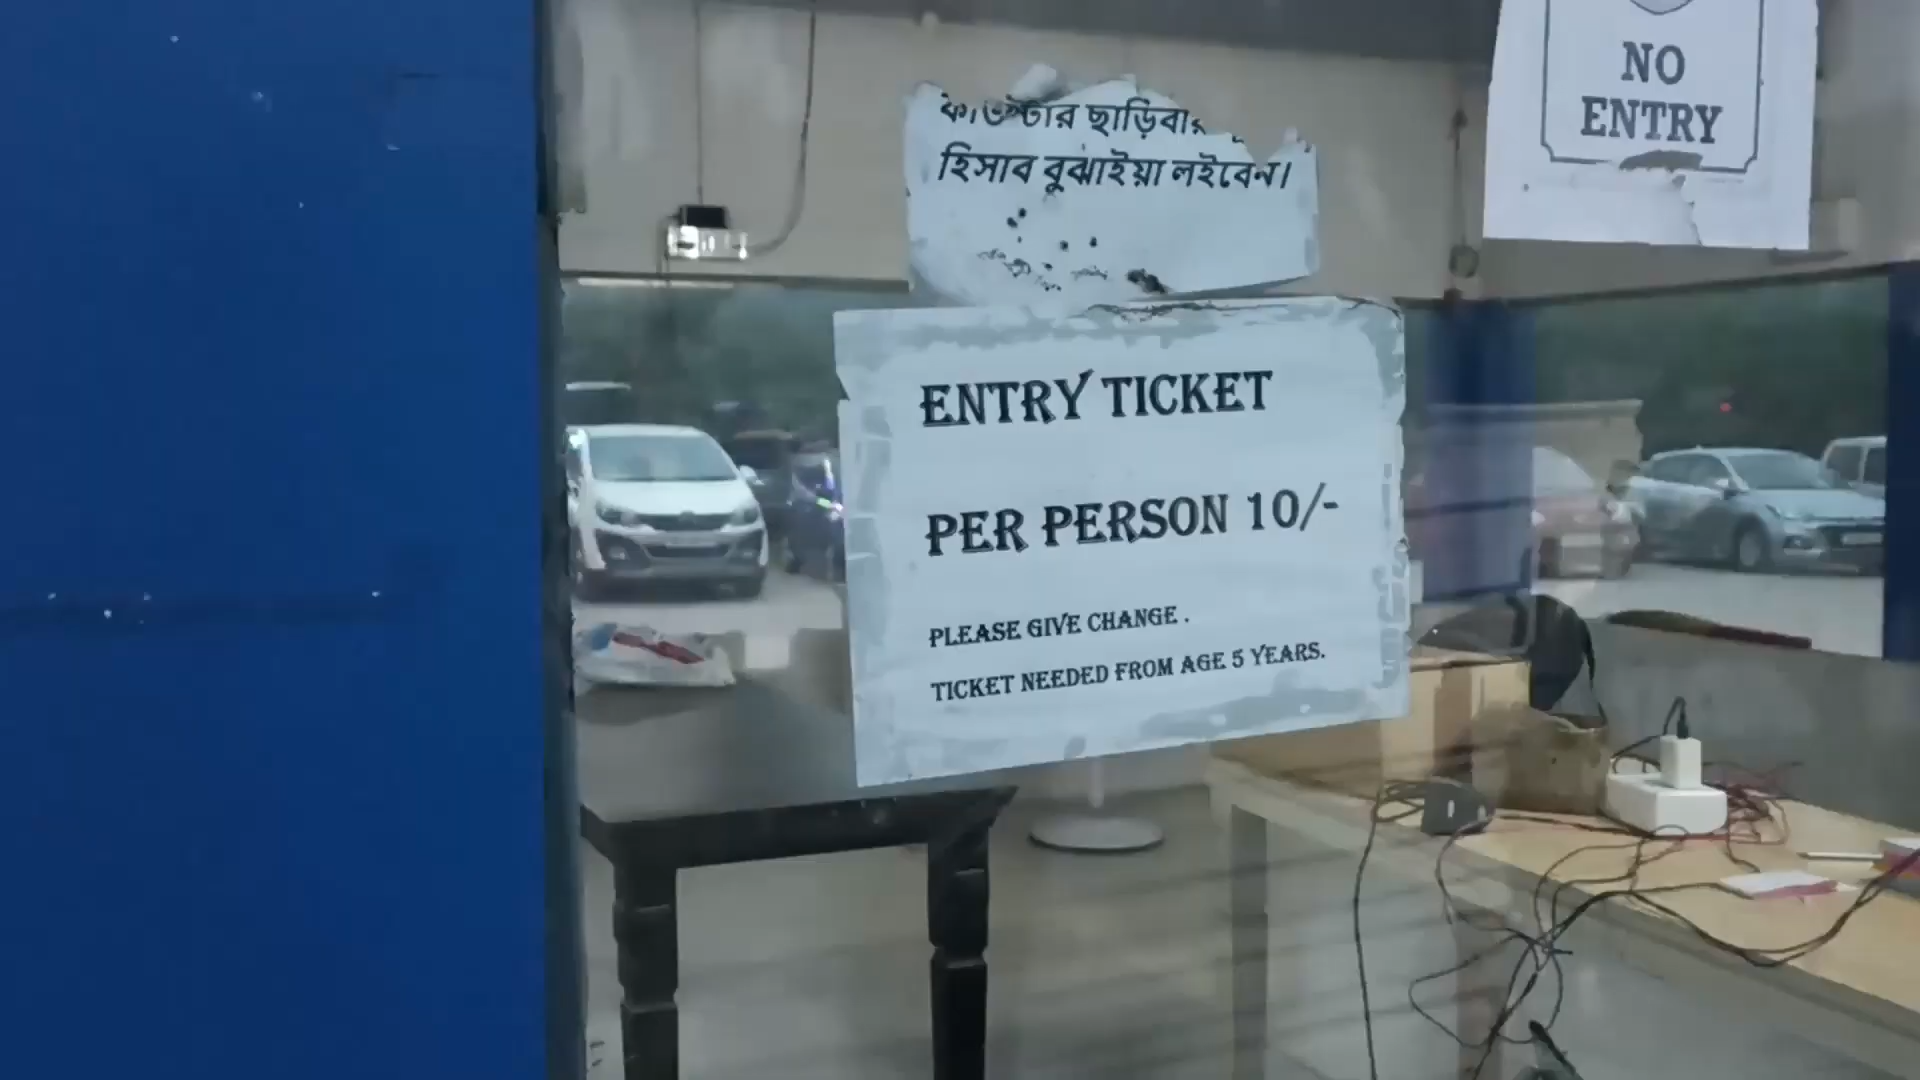 কাউন্টার ছাড়িবার
হিসাব বুঝাইয়া লইবেন।
NO
ENTRY
ENTRY TICKET
PER PERSON 10/-
PLEASE GIVE CHANGE .
TICKET NEEDED FROM AGE 5 YEARS.